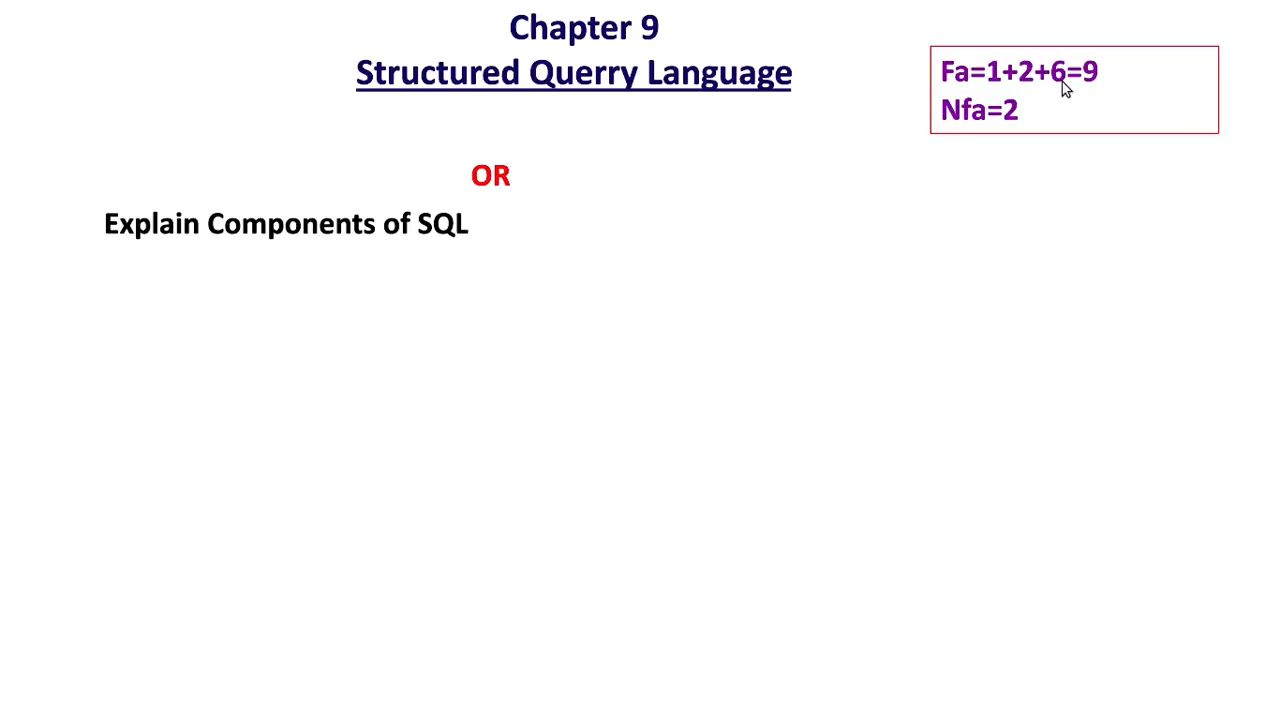 Chapter 9
Structured Querry Language
Fa=1+2+6=9
Nfa=2
OR
Explain Components of SQL